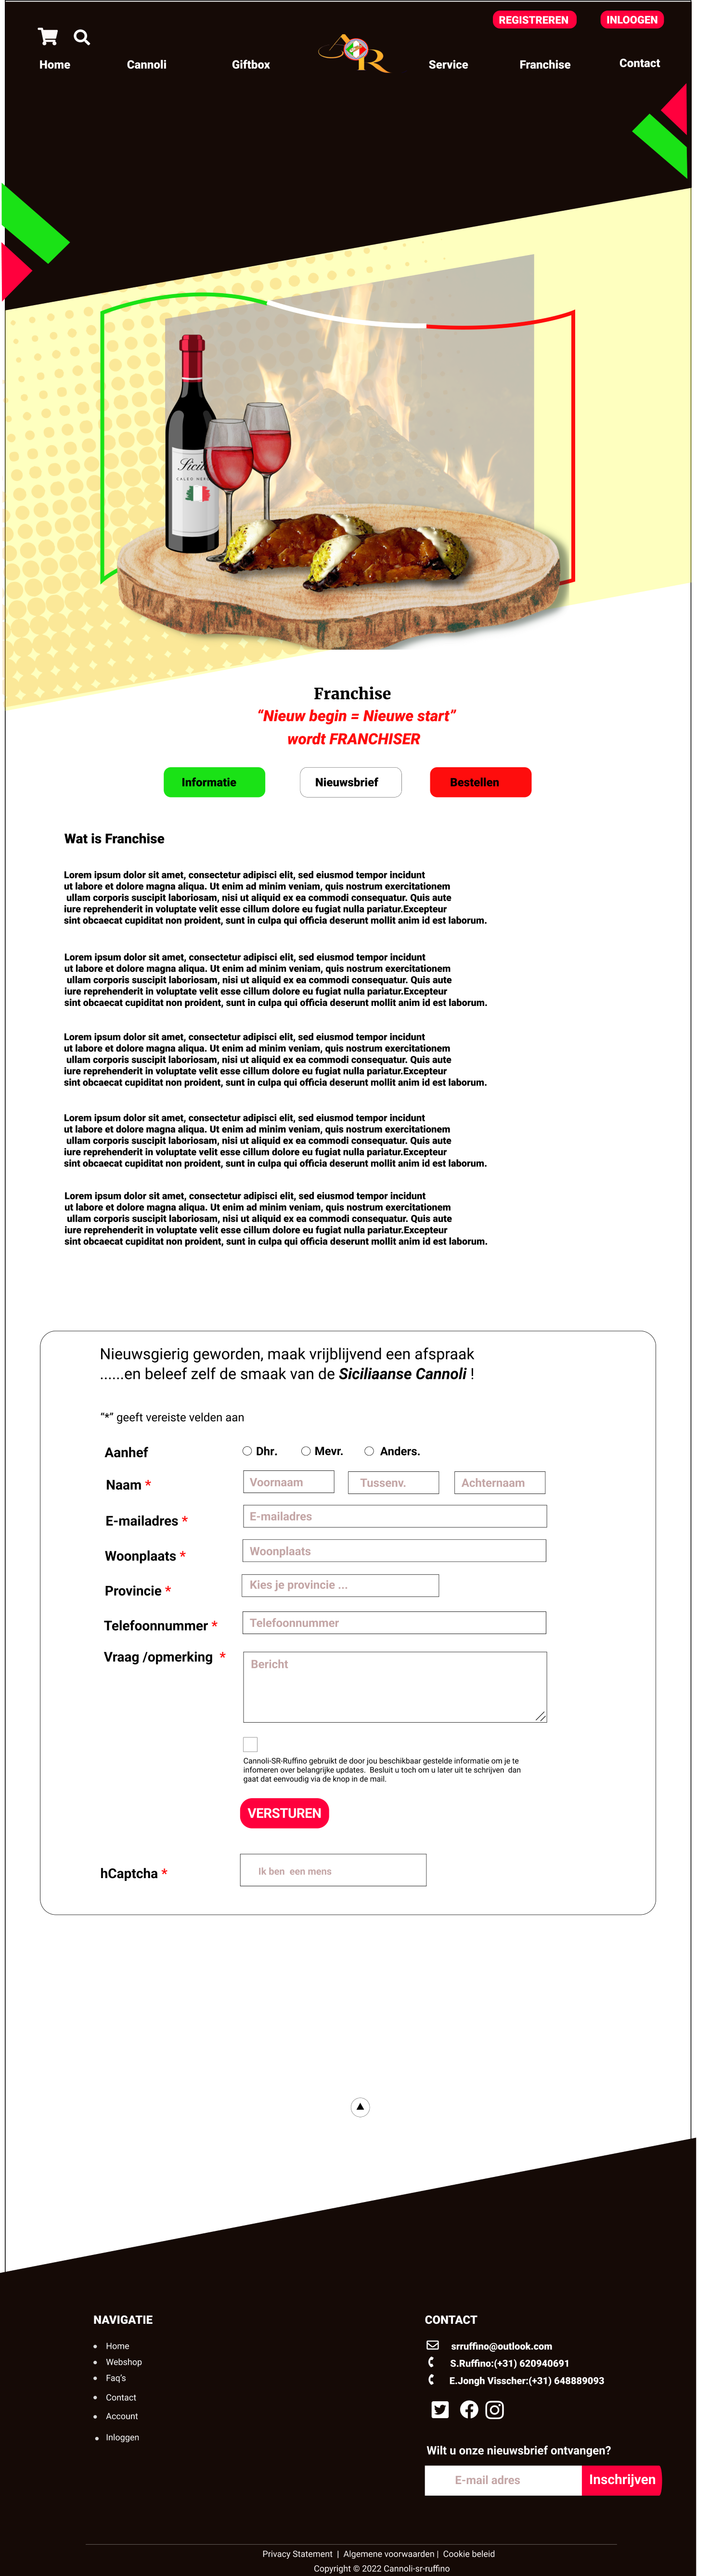 REGISTREREN
INLOOGEN
Home
Cannoli
Giftbox
Service
Franchise
Contact
Franchise
“Nieuw begin = Nieuwe start”
wordt FRANCHISER
Informatie
Nieuwsbrief
Bestellen
Wat is Franchise
Lorem ipsum dolor sit amet, consectetur adipisci elit, sed eiusmod tempor incidunt
ut labore et dolore magna aliqua. Ut enim ad minim veniam, quis nostrum exercitationem
ullam corporis suscipit laboriosam, nisi ut aliquid ex ea commodi consequatur. Quis aute
iure reprehenderit in voluptate velit esse cillum dolore eu fugiat nulla pariatur.Excepteur
sint obcaecat cupiditat non proident, sunt in culpa qui officia deserunt mollit anim id est laborum.
Lorem ipsum dolor sit amet, consectetur adipisci elit, sed eiusmod tempor incidunt
ut labore et dolore magna aliqua. Ut enim ad minim veniam, quis nostrum exercitationem
ullam corporis suscipit laboriosam, nisi ut aliquid ex ea commodi consequatur. Quis aute
iure reprehenderit in voluptate velit esse cillum dolore eu fugiat nulla pariatur.Excepteur
sint obcaecat cupiditat non proident, sunt in culpa qui officia deserunt mollit anim id est laborum.
Lorem ipsum dolor sit amet, consectetur adipisci elit, sed eiusmod tempor incidunt
ut labore et dolore magna aliqua. Ut enim ad minim veniam, quis nostrum exercitationem
ullam corporis suscipit laboriosam, nisi ut aliquid ex ea commodi consequatur. Quis aute
iure reprehenderit in voluptate velit esse cillum dolore eu fugiat nulla pariatur.Excepteur
sint obcaecat cupiditat non proident, sunt in culpa qui officia deserunt mollit anim id est laborum.
Lorem ipsum dolor sit amet, consectetur adipisci elit, sed eiusmod tempor incidunt
ut labore et dolore magna aliqua. Ut enim ad minim veniam, quis nostrum exercitationem
ullam corporis suscipit laboriosam, nisi ut aliquid ex ea commodi consequatur. Quis aute
iure reprehenderit in voluptate velit esse cillum dolore eu fugiat nulla pariatur.Excepteur
sint obcaecat cupiditat non proident, sunt in culpa qui officia deserunt mollit anim id est laborum.
Lorem ipsum dolor sit amet, consectetur adipisci elit, sed eiusmod tempor incidunt
ut labore et dolore magna aliqua. Ut enim ad minim veniam, quis nostrum exercitationem
ullam corporis suscipit laboriosam, nisi ut aliquid ex ea commodi consequatur. Quis aute
iure reprehenderit in voluptate velit esse cillum dolore eu fugiat nulla pariatur.Excepteur
sint obcaecat cupiditat non proident, sunt in culpa qui officia deserunt mollit anim id est laborum.
Nieuwsgierig geworden, maak vrijblijvend een afspraak
......en beleef zelf de smaak van de Siciliaanse Cannoli !
“*” geeft vereiste velden aan
Aanhef Dhr. Mevr. Anders.
Naam * Voornaam Tussenv. Achternaam
E-mailadres * E-mailadres
Woonplaats * Woonplaats
Provincie * Kies je provincie ...
Telefoonnummer * Telefoonnummer
Vraag /opmerking * Bericht
Cannoli-SR-Ruffino gebruikt de door jou beschikbaar gestelde informatie om je te
infomeren over belangrijke updates. Besluit u toch om u later uit te schrijven dan
gaat dat eenvoudig via de knop in de mail.
VERSTUREN
hCaptcha * Ik ben een mens
NAVIGATIE
Home
Webshop
Faq's
Contact
Account
Inloggen
CONTACT
srruffino@outlook.com
S.Ruffino:(+31) 620940691
E.Jongh Visscher:(+31) 648889093
Wilt u onze nieuwsbrief ontvangen?
E-mail adres Inschrijven
Privacy Statement | Algemene voorwaarden | Cookie beleid
Copyright © 2022 Cannoli-sr-ruffino